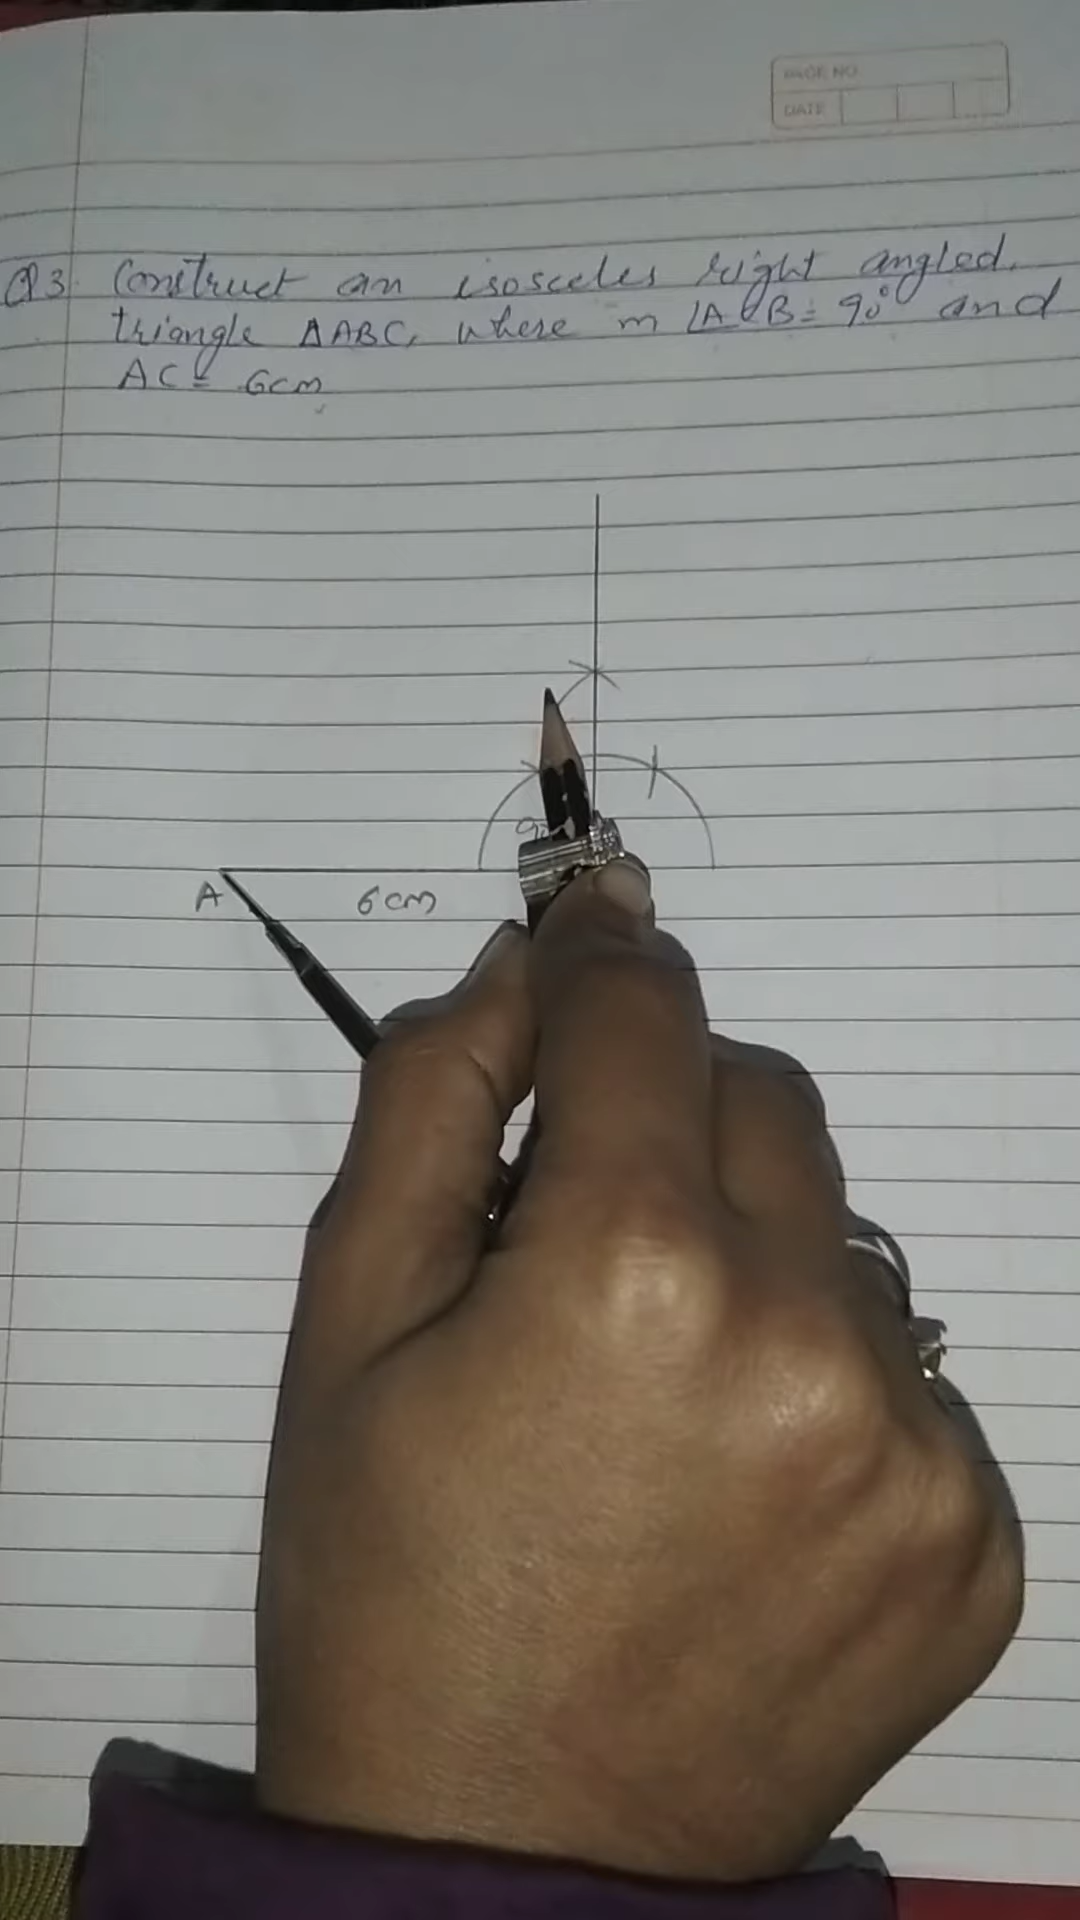 PAGE NO
DATE
Q3. Construct an isosceles right angled
triangle ΔABC, where m ∠ACB = 90° and
AC = 6cm
A
6cm